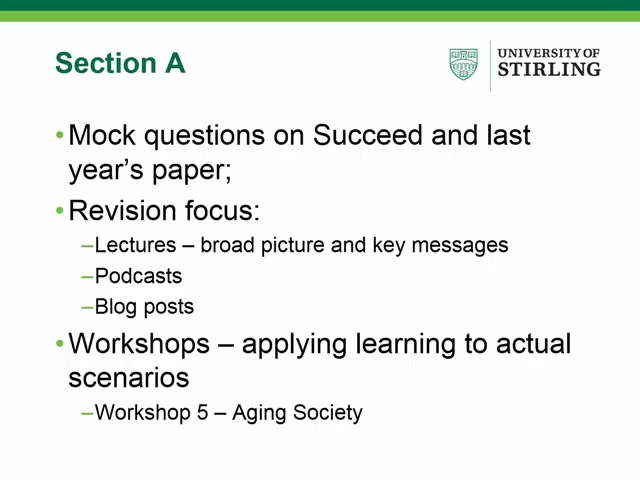 Section A
UNIVERSITY OF
STIRLING
•Mock questions on Succeed and last
year’s paper;
•Revision focus:
–Lectures – broad picture and key messages
–Podcasts
–Blog posts
•Workshops – applying learning to actual
scenarios
–Workshop 5 – Aging Society